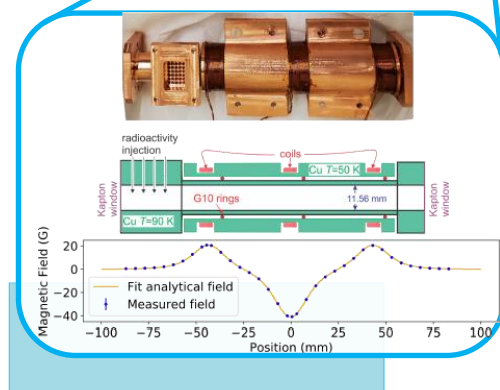 radioactivity
injection
coils
Cu T=50 K
Kapton
window
G10 rings
11.56 mm
Kapton
window
Cu T=90 K
Magnetic Field (G)
20
0
−20
−40
Fit analytical field
Measured field
−100
−75
−50
−25
0
25
50
75
100
Position (mm)